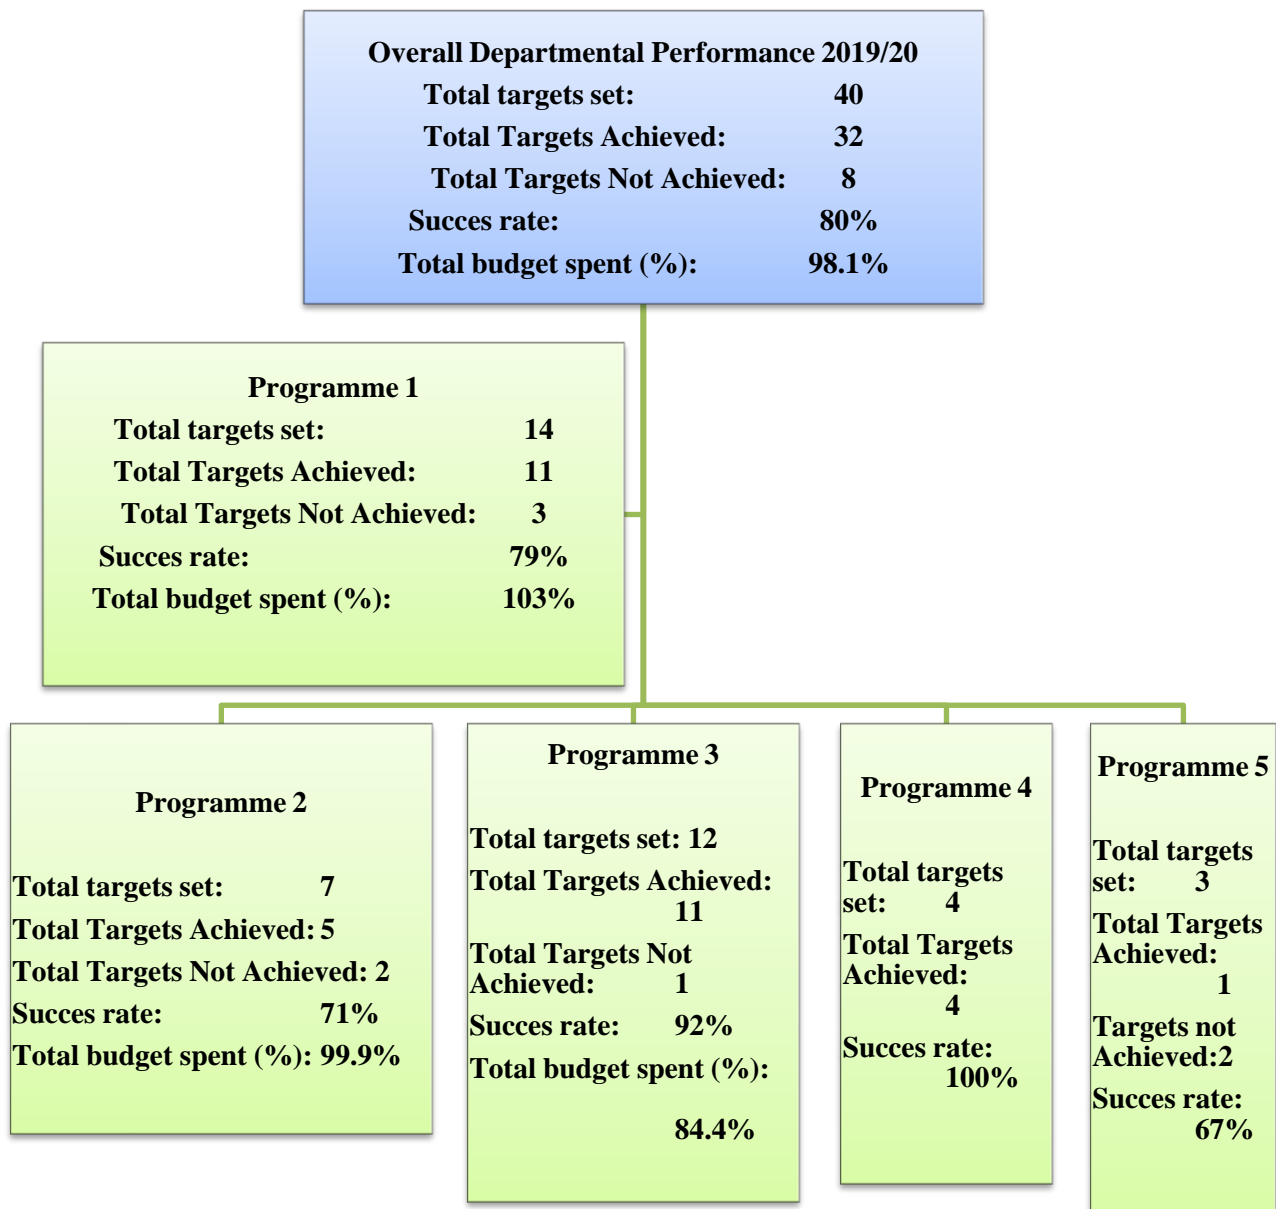 Overall Departmental Performance 2019/20
Total targets set: 40
Total Targets Achieved: 32
Total Targets Not Achieved: 8
Succes rate: 80%
Total budget spent (%): 98.1%
Programme 1
Total targets set: 14
Total Targets Achieved: 11
Total Targets Not Achieved: 3
Succes rate: 79%
Total budget spent (%): 103%
Programme 2
Total targets set: 7
Total Targets Achieved: 5
Total Targets Not Achieved: 2
Succes rate: 71%
Total budget spent (%): 99.9%
Programme 3
Total targets set: 12
Total Targets Achieved:
11
Total Targets Not
Achieved: 1
Succes rate: 92%
Total budget spent (%):
84.4%
Programme 4
Total targets
set: 4
Total Targets
Achieved:
4
Succes rate:
100%
Programme 5
Total targets
set: 3
Total Targets
Achieved:
1
Targets not
Achieved:2
Succes rate:
67%